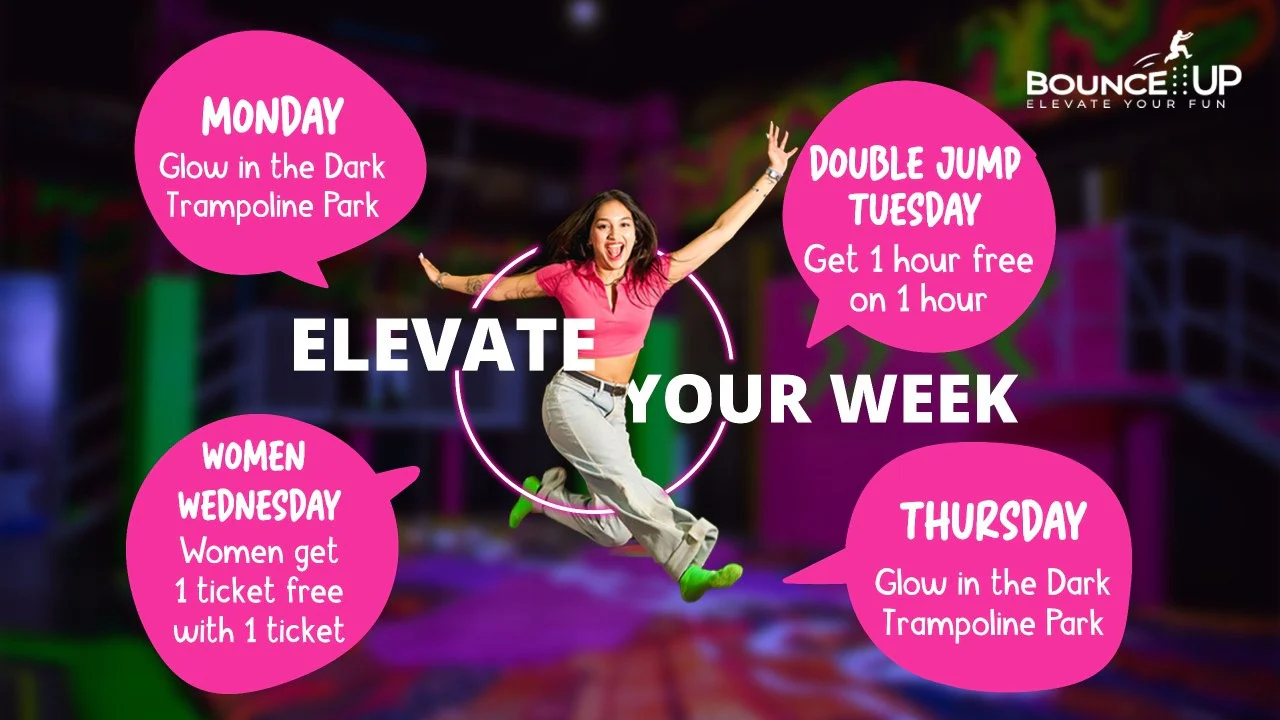 BOUNCE UP
ELEVATE YOUR FUN
MONDAY
Glow in the Dark
Trampoline Park
DOUBLE JUMP
TUESDAY
Get 1 hour free
on 1 hour
ELEVATE
YOUR WEEK
WOMEN
WEDNESDAY
Women get
1 ticket free
with 1 ticket
THURSDAY
Glow in the Dark
Trampoline Park